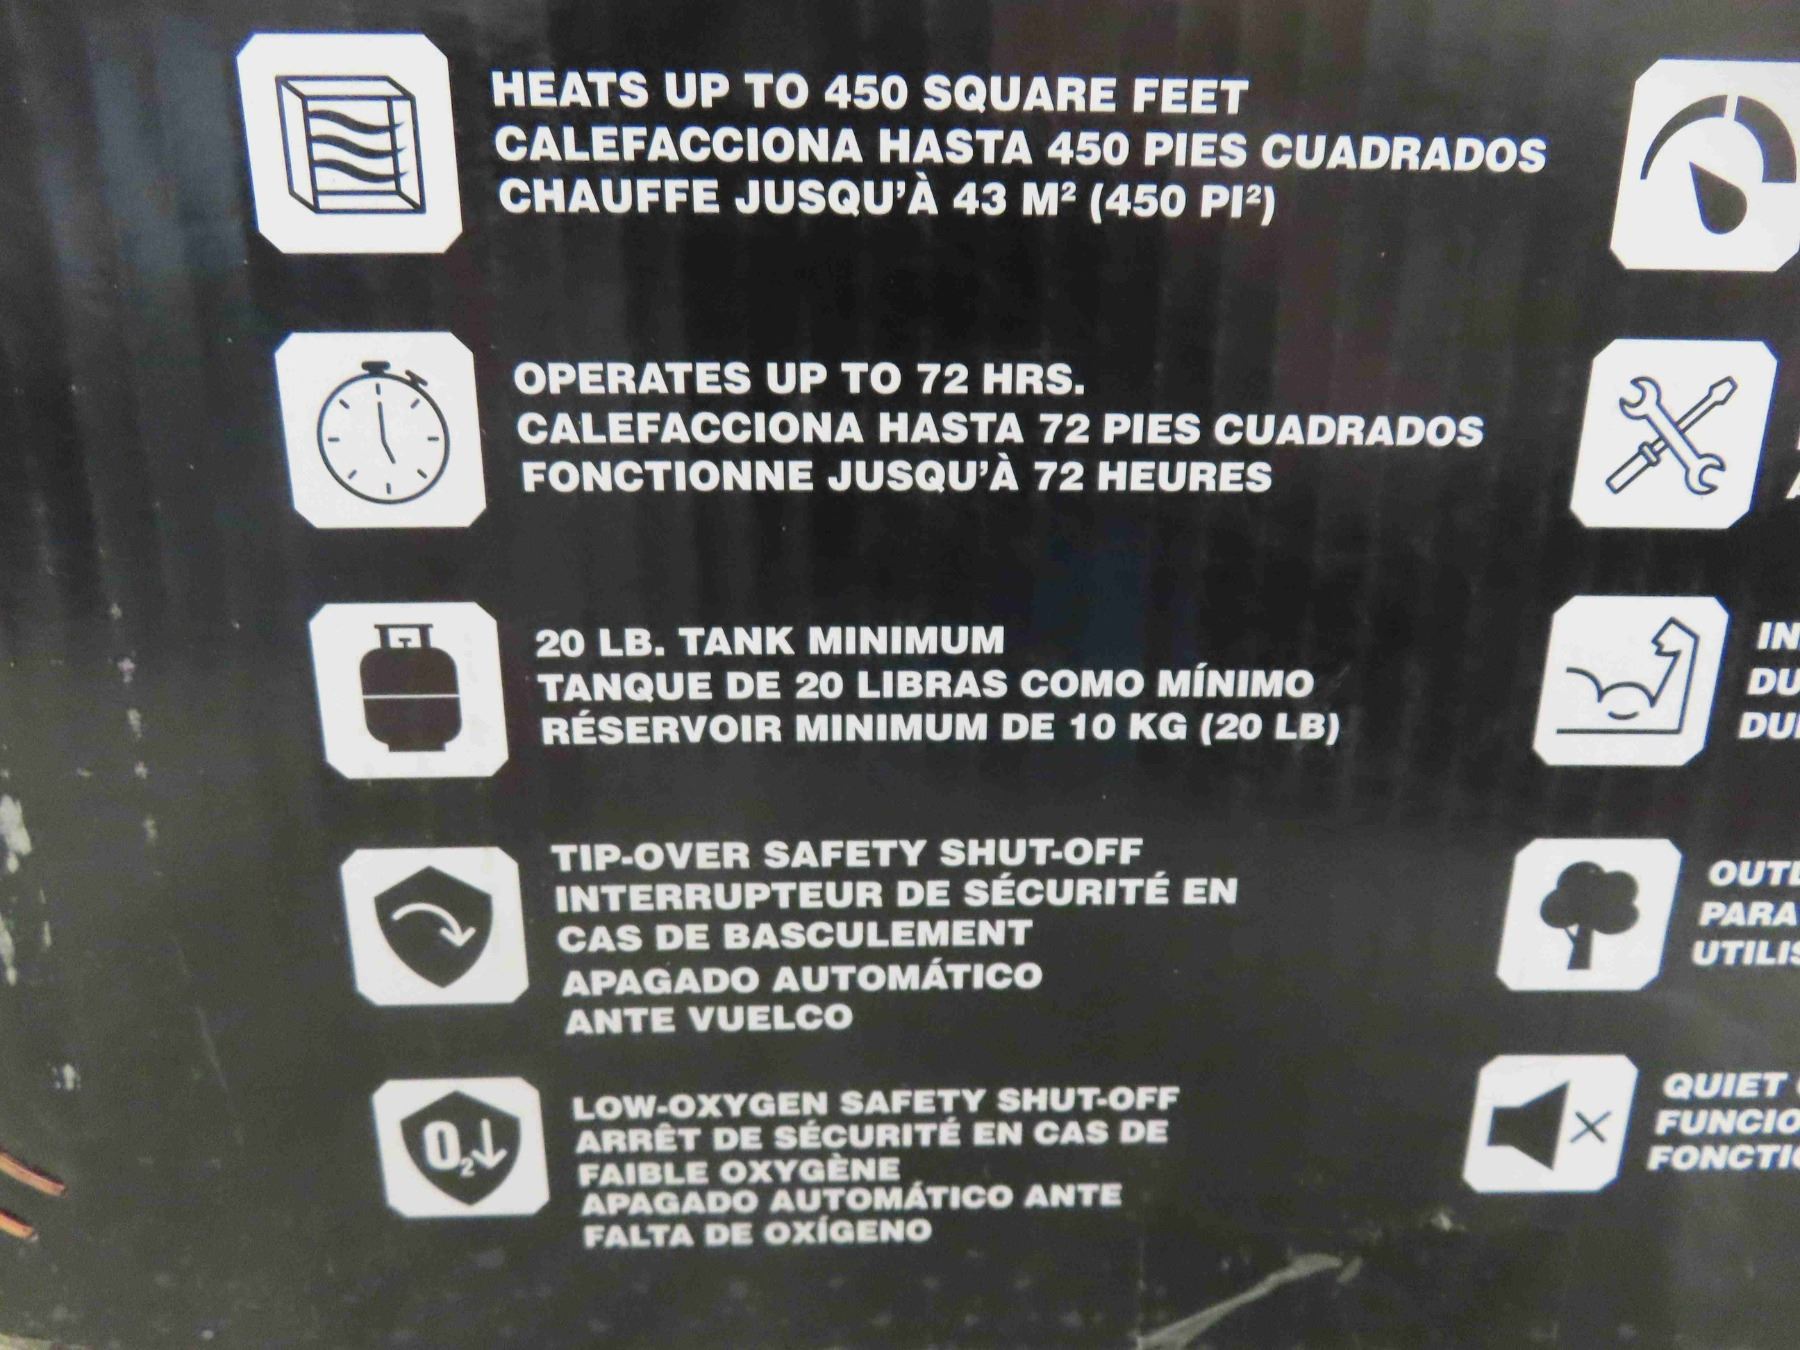 HEATS UP TO 450 SQUARE FEET
CALEFACCIONA HASTA 450 PIES CUADRADOS
CHAUFFE JUSQU'À 43 M² (450 PI²)
OPERATES UP TO 72 HRS.
CALEFACCIONA HASTA 72 PIES CUADRADOS
FONCTIONNE JUSQU'À 72 HEURES
20 LB. TANK MINIMUM
TANQUE DE 20 LIBRAS COMO MÍNIMO
RÉSERVOIR MINIMUM DE 10 KG (20 LB)
TIP-OVER SAFETY SHUT-OFF
INTERRUPTEUR DE SÉCURITÉ EN
CAS DE BASCULEMENT
APAGADO AUTOMÁTICO
ANTE VUELCO
O₂
LOW-OXYGEN SAFETY SHUT-OFF
ARRÊT DE SÉCURITÉ EN CAS DE
FAIBLE OXYGÈNE
APAGADO AUTOMÁTICO ANTE
FALTA DE OXÍGENO
PARA
QUIET